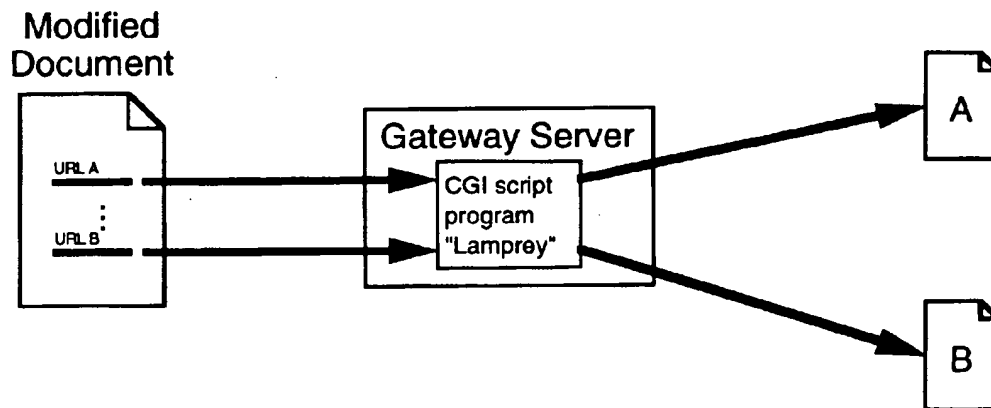 Modified
Document
URL A
URL B
Gateway Server
CGI script
program
"Lamprey"
A
B